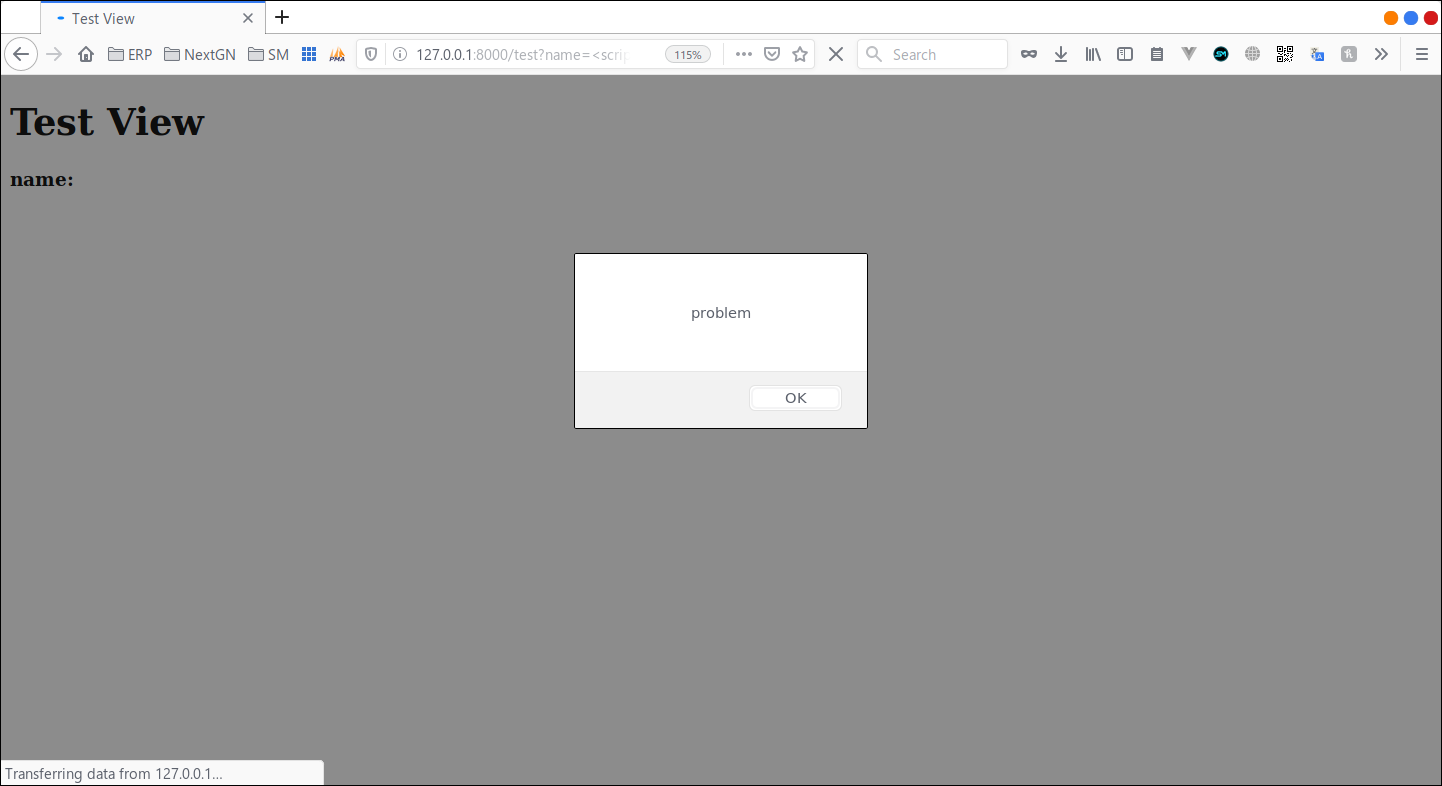 Test View
ERP NextGN SM PMA 127.0.0.1:8000/test?name=<scrip 115% Search
Test View
name:
problem
OK
Transferring data from 127.0.0.1...